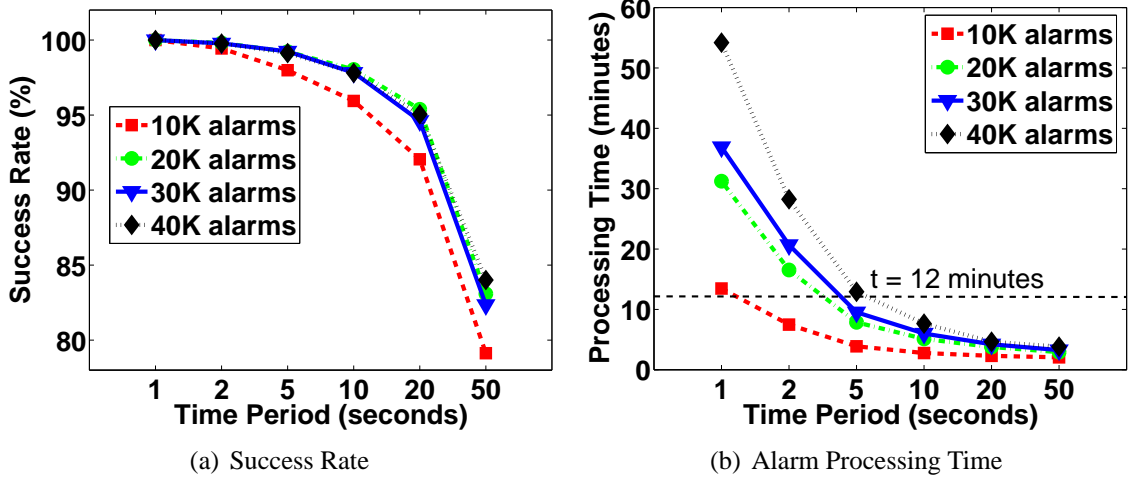 100
95
90
85
80
Success Rate (%)
10K alarms
20K alarms
30K alarms
40K alarms
1 2 5 10 20 50
Time Period (seconds)
(a) Success Rate
60
50
40
30
20
10
0
Processing Time (minutes)
10K alarms
20K alarms
30K alarms
40K alarms
t = 12 minutes
1 2 5 10 20 50
Time Period (seconds)
(b) Alarm Processing Time